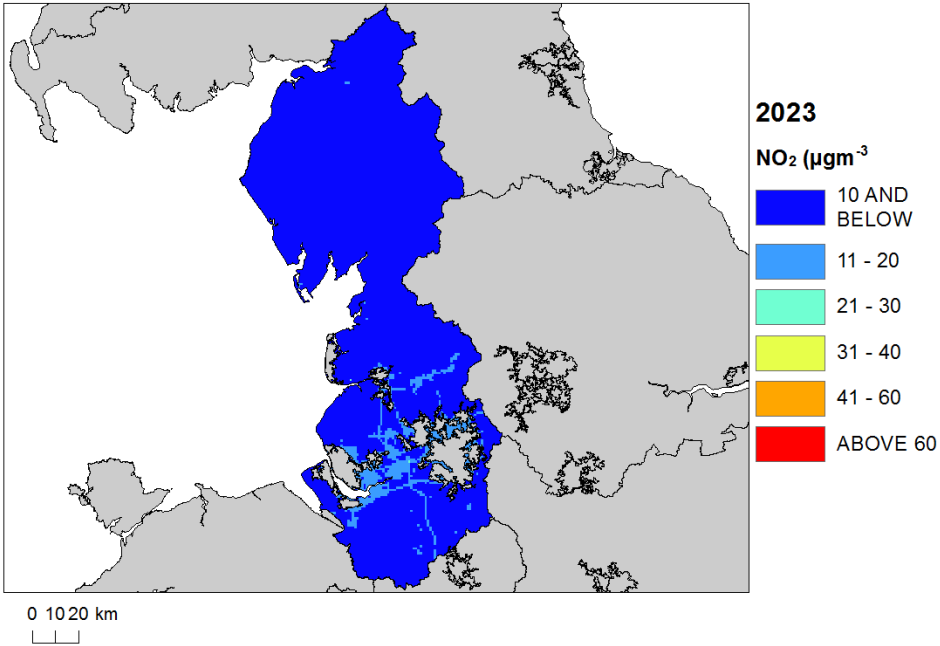 2023
NO₂ (µgm⁻³
10 AND
BELOW
11 - 20
21 - 30
31 - 40
41 - 60
ABOVE 60
0 10 20 km